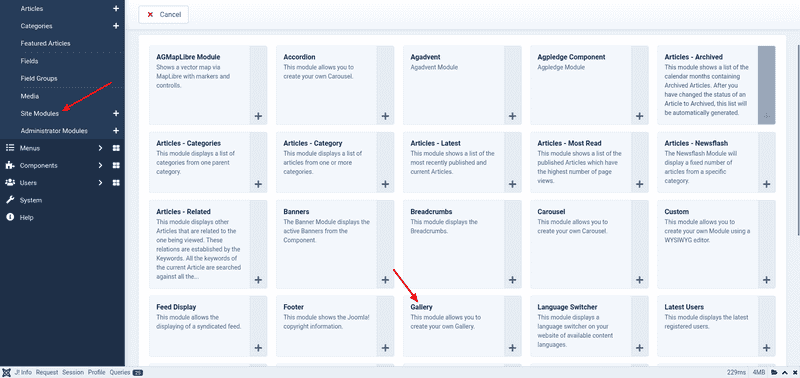 Articles
Categories
Featured Articles
Fields
Field Groups
Media
Site Modules
Administrator Modules
Menus
Components
Users
System
Help
Cancel
AGMapLibre Module
Shows a vector map via
MapLibre with markers and
controlls.
Accordion
This module allows you to
create your own Carousel.
Agadvent
Agadvent Module
Agpledge Component
Agpledge Module
Articles - Archived
This module shows a list of the
calendar months containing
Archived Articles. After you
have changed the status of an
Article to Archived, this list will
be automatically generated.
Articles - Categories
This module displays a list of
categories from one parent
category.
Articles - Category
This module displays a list of
articles from one or more
categories.
Articles - Latest
This module shows a list of the
most recently published and
current Articles.
Articles - Most Read
This module shows a list of the
published Articles which have
the highest number of page
views.
Articles - Newsflash
The Newsflash Module will
display a fixed number of
articles from a specific
category.
Articles - Related
This module displays other
Articles that are related to the
one being viewed. These
relations are established by the
Keywords. All the keywords of
the current Article are searched
against all the...
Banners
The Banner Module displays the
active Banners from the
Component.
Breadcrumbs
This module displays the
Breadcrumbs.
Carousel
This module allows you to
create your own Carousel.
Custom
This module allows you to
create your own Module using a
WYSIWYG editor.
Feed Display
This module allows the
displaying of a syndicated feed.
Footer
This module shows the Joomla!
copyright information.
Gallery
This module allows you to
create your own Gallery.
Language Switcher
This module displays a
language switcher on your
website of available content
languages.
Latest Users
This module displays the latest
registered users.
J! Info Request Session Profile Queries
229ms 4MB